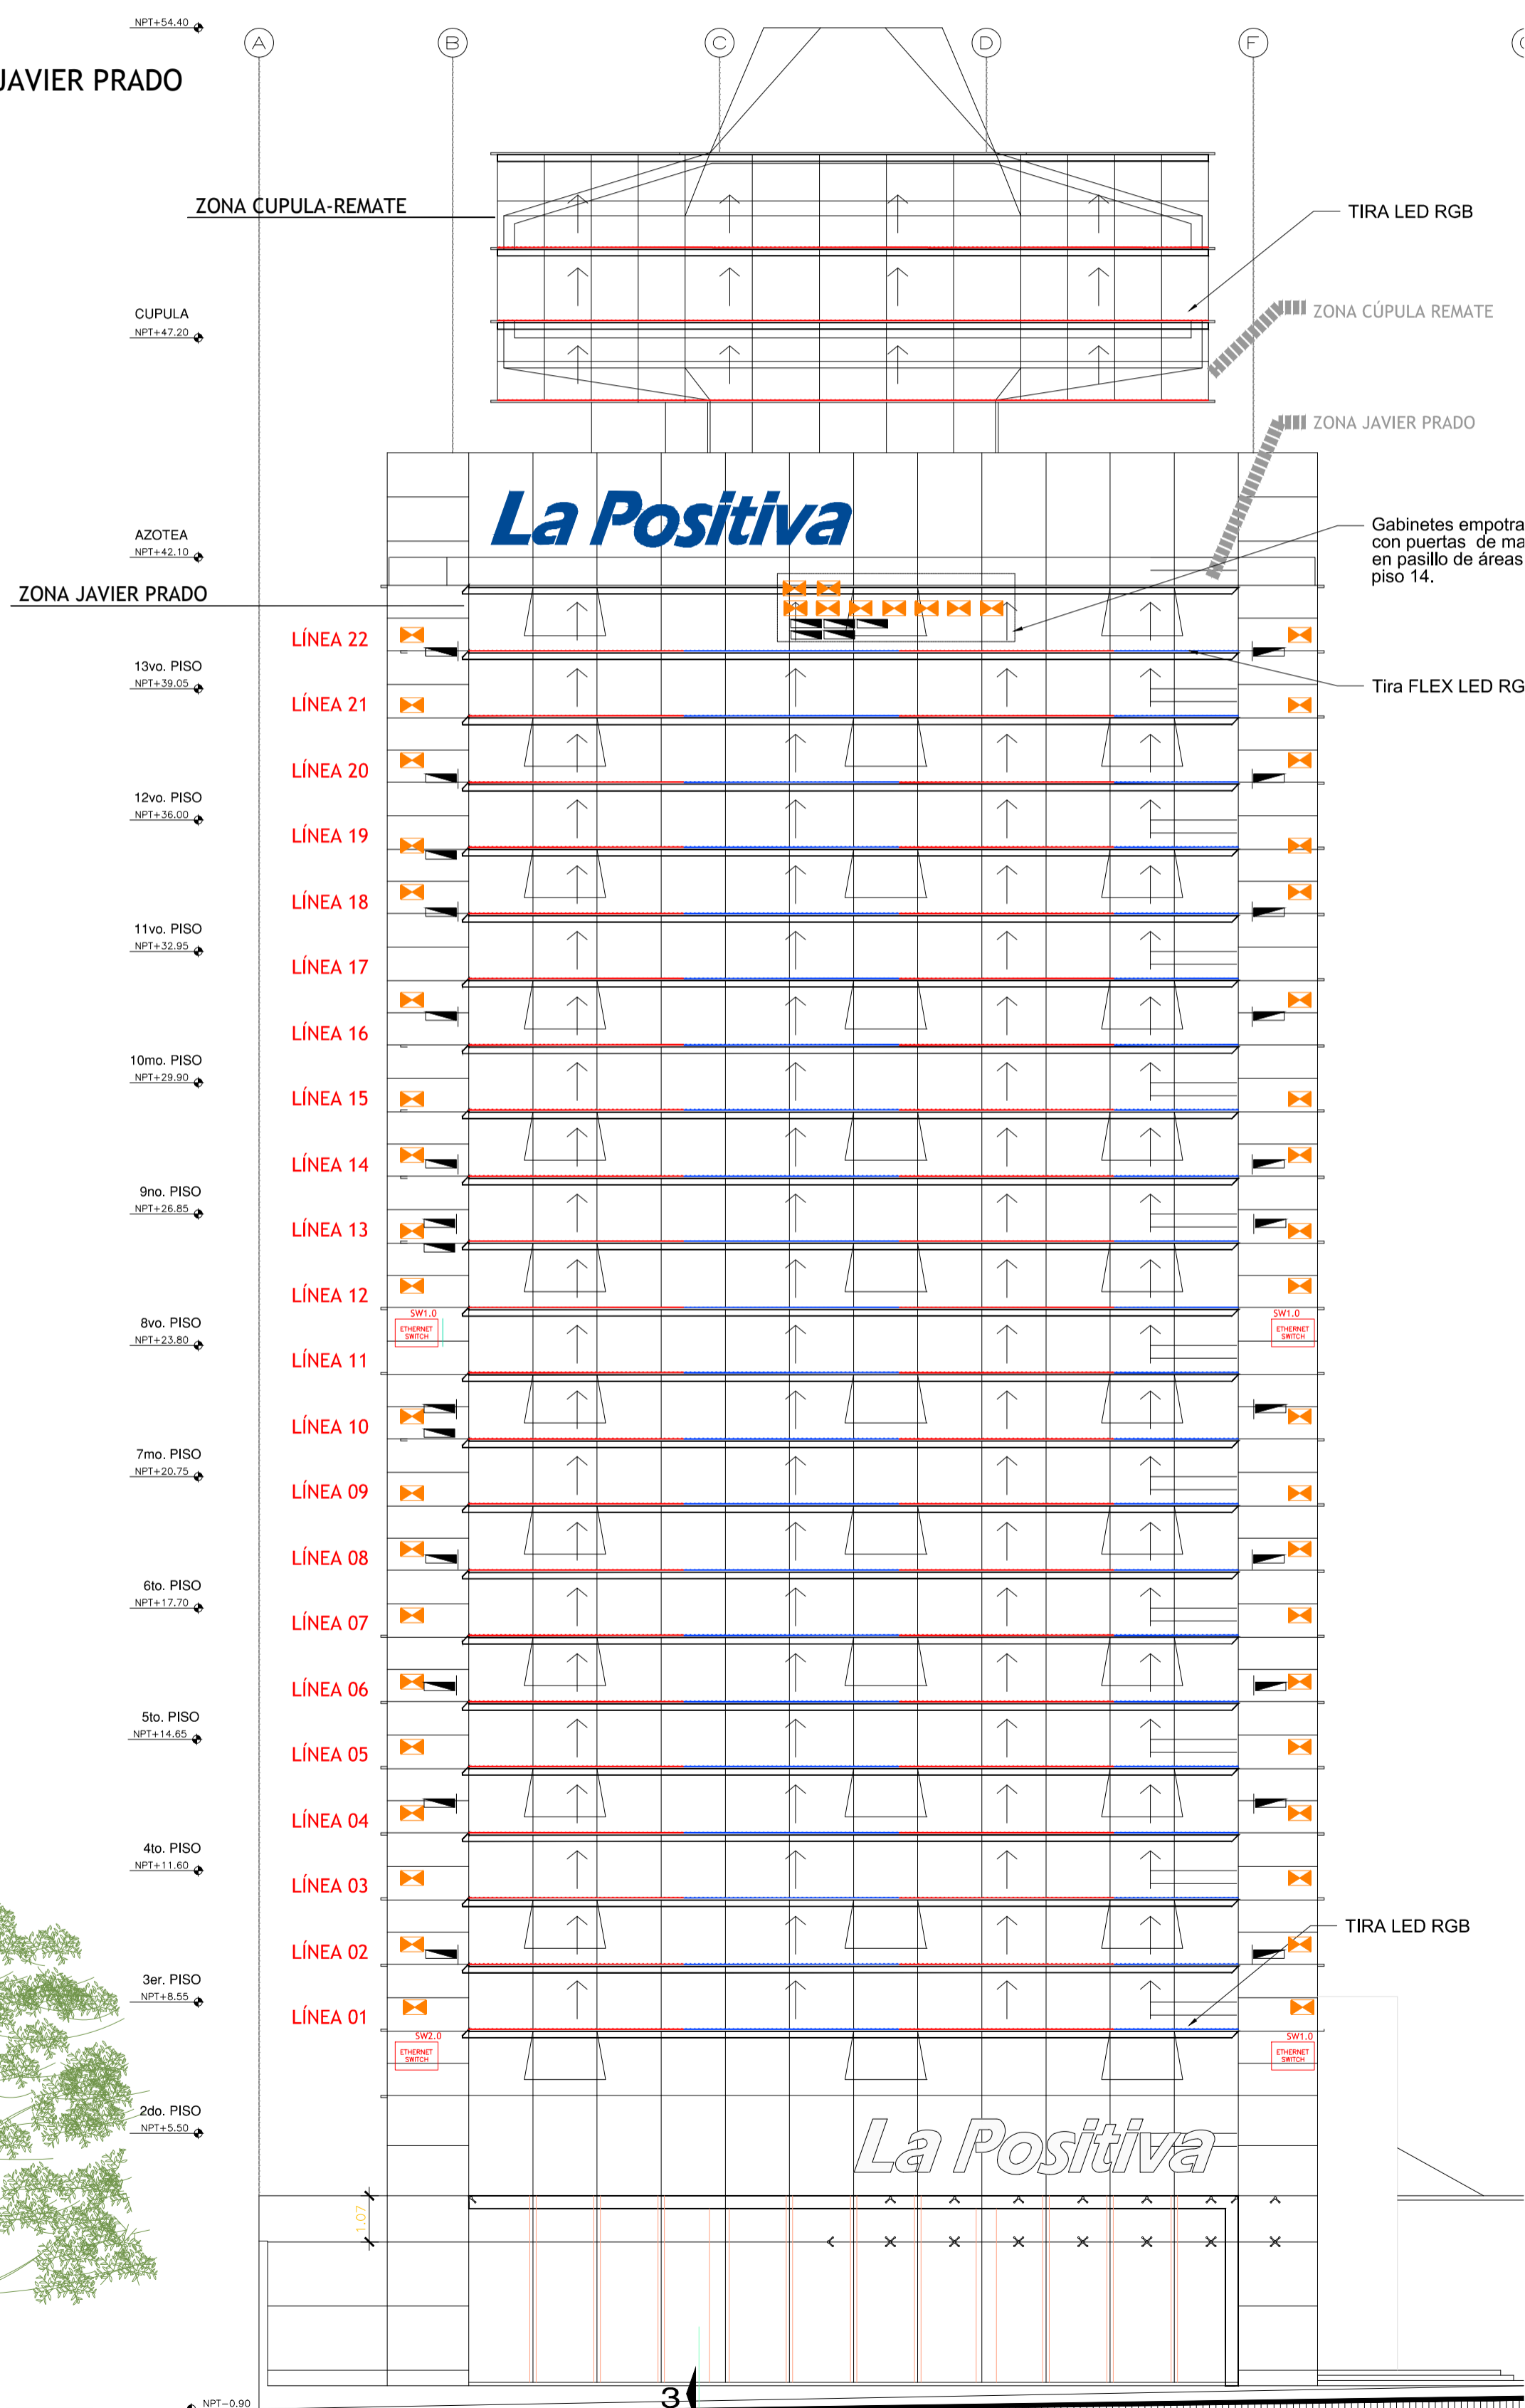 NPT+54.40
A
B
C
D
F
JAVIER PRADO
ZONA CUPULA-REMATE
TIRA LED RGB
CUPULA
NPT+47.20
ZONA CÚPULA REMATE
ZONA JAVIER PRADO
La Positiva
AZOTEA
NPT+42.10
Gabinetes empotra
con puertas de ma
en pasillo de áreas
piso 14.
ZONA JAVIER PRADO
LÍNEA 22
13vo. PISO
NPT+39.05
Tira FLEX LED RG
LÍNEA 21
LÍNEA 20
12vo. PISO
NPT+36.00
LÍNEA 19
LÍNEA 18
11vo. PISO
NPT+32.95
LÍNEA 17
LÍNEA 16
10mo. PISO
NPT+29.90
LÍNEA 15
LÍNEA 14
9no. PISO
NPT+26.85
LÍNEA 13
LÍNEA 12
8vo. PISO
NPT+23.80
SW1.0
ETHERNET
SWITCH
SW1.0
ETHERNET
SWITCH
LÍNEA 11
LÍNEA 10
7mo. PISO
NPT+20.75
LÍNEA 09
LÍNEA 08
6to. PISO
NPT+17.70
LÍNEA 07
LÍNEA 06
5to. PISO
NPT+14.65
LÍNEA 05
LÍNEA 04
4to. PISO
NPT+11.60
LÍNEA 03
TIRA LED RGB
LÍNEA 02
3er. PISO
NPT+8.55
LÍNEA 01
SW2.0
ETHERNET
SWITCH
SW1.0
ETHERNET
SWITCH
2do. PISO
NPT+5.50
La Positiva
1.07
3
NPT-0.90